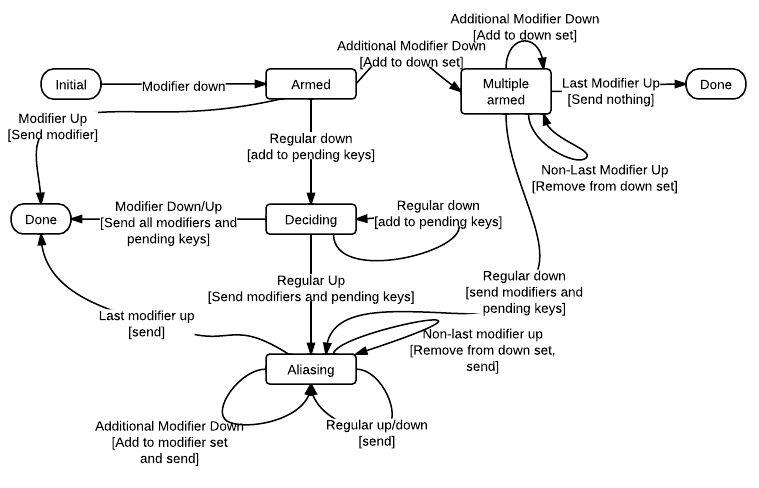 Additional Modifier Down
[Add to down set]
Additional Modifier Down
[Add to down set]
Initial
Modifier down
Armed
Multiple
armed
Last Modifier Up
[Send nothing]
Done
Modifier Up
[Send modifier]
Regular down
[add to pending keys]
Non-Last Modifier Up
[Remove from down set]
Done
Modifier Down/Up
[Send all modifiers and
pending keys]
Deciding
Regular down
[add to pending keys]
Regular Up
[Send modifiers and pending keys]
Regular down
[send modifiers and
pending keys]
Last modifier up
[send]
Non-last modifier up
[Remove from down set,
send]
Aliasing
Additional Modifier Down
[Add to modifier set
and send]
Regular up/down
[send]